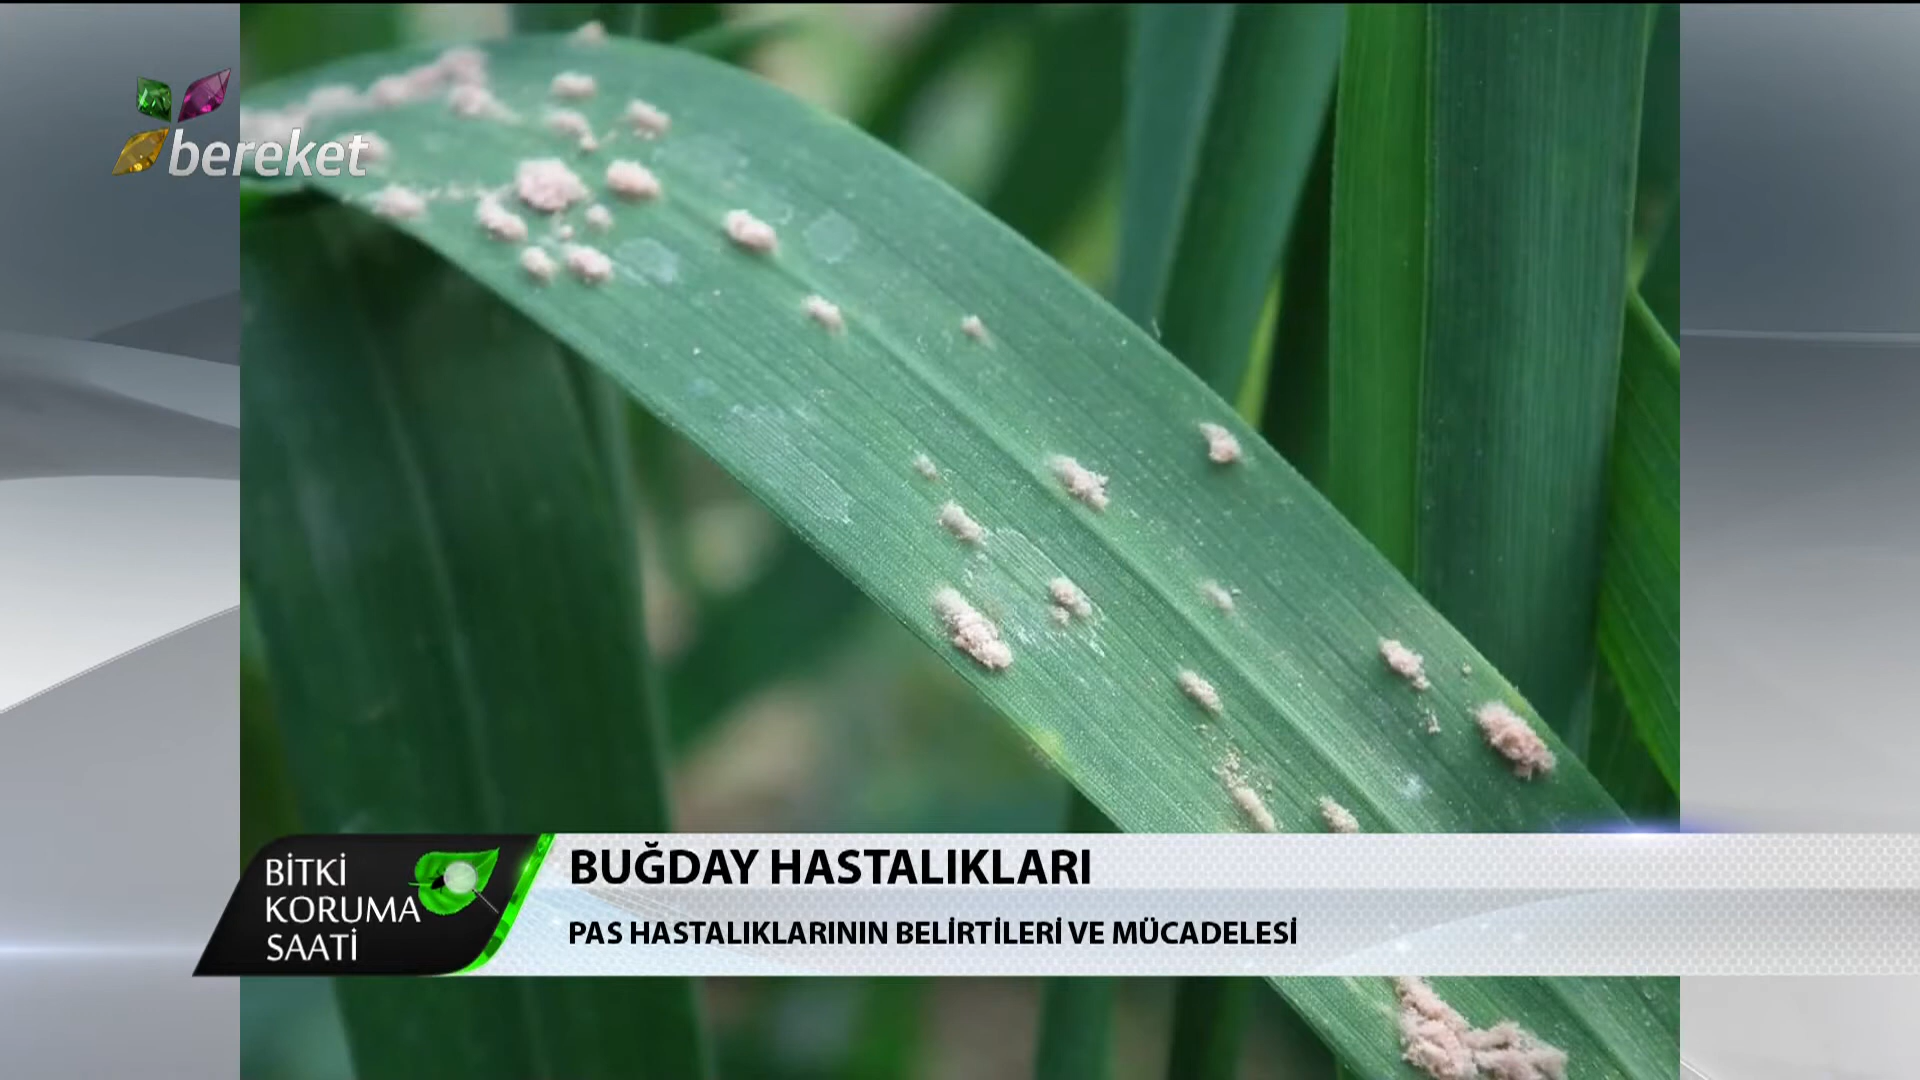 bereket
BİTKİ
KORUMA
SAATİ
BUĞDAY HASTALIKLARI
PAS HASTALIKLARININ BELİRTİLERİ VE MÜCADELESİ